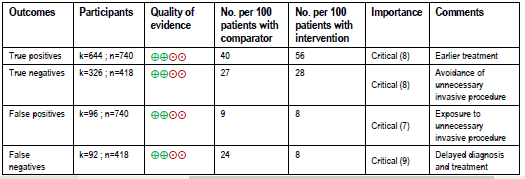 Outcomes Participants Quality of evidence No. per 100 patients with comparator No. per 100 patients with intervention Importance Comments
True positives k=644 ; n=740 ⊕⊕⊙⊙ 40 56 Critical (8) Earlier treatment
True negatives k=326 ; n=418 ⊕⊕⊙⊙ 27 28 Critical (8) Avoidance of unnecessary invasive procedure
False positives k=96 ; n=740 ⊕⊕⊙⊙ 9 8 Critical (7) Exposure to unnecessary invasive procedure
False negatives k=92 ; n=418 ⊕⊕⊙⊙ 24 8 Critical (9) Delayed diagnosis and treatment